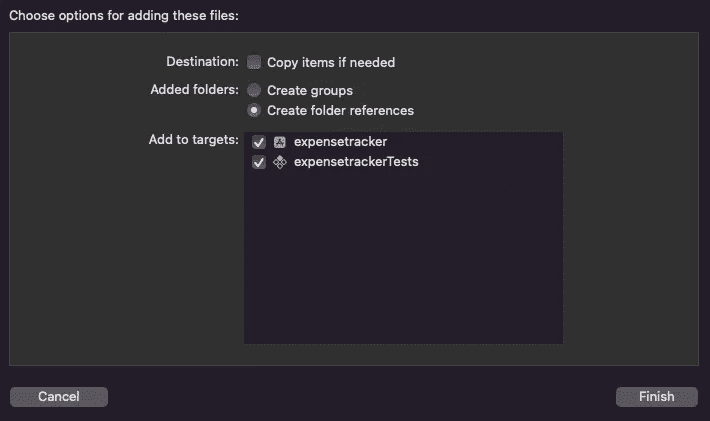 Choose options for adding these files:
Destination: Copy items if needed
Added folders: Create groups
Create folder references
Add to targets: expensetracker
expensetrackerTests
Cancel Finish